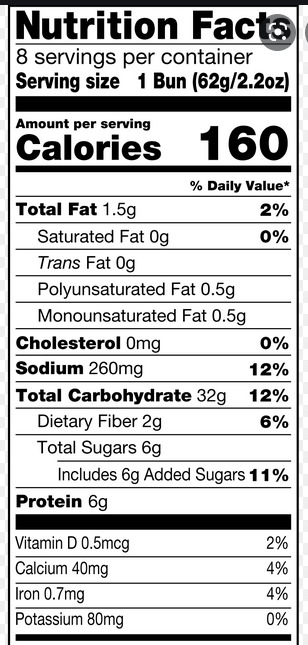 Nutrition Facts
8 servings per container
Serving size 1 Bun (62g/2.2oz)
Amount per serving
Calories 160
% Daily Value*
Total Fat 1.5g 2%
Saturated Fat 0g 0%
Trans Fat 0g
Polyunsaturated Fat 0.5g
Monounsaturated Fat 0.5g
Cholesterol 0mg 0%
Sodium 260mg 12%
Total Carbohydrate 32g 12%
Dietary Fiber 2g 6%
Total Sugars 6g
Includes 6g Added Sugars 11%
Protein 6g
Vitamin D 0.5mcg 2%
Calcium 40mg 4%
Iron 0.7mg 4%
Potassium 80mg 0%